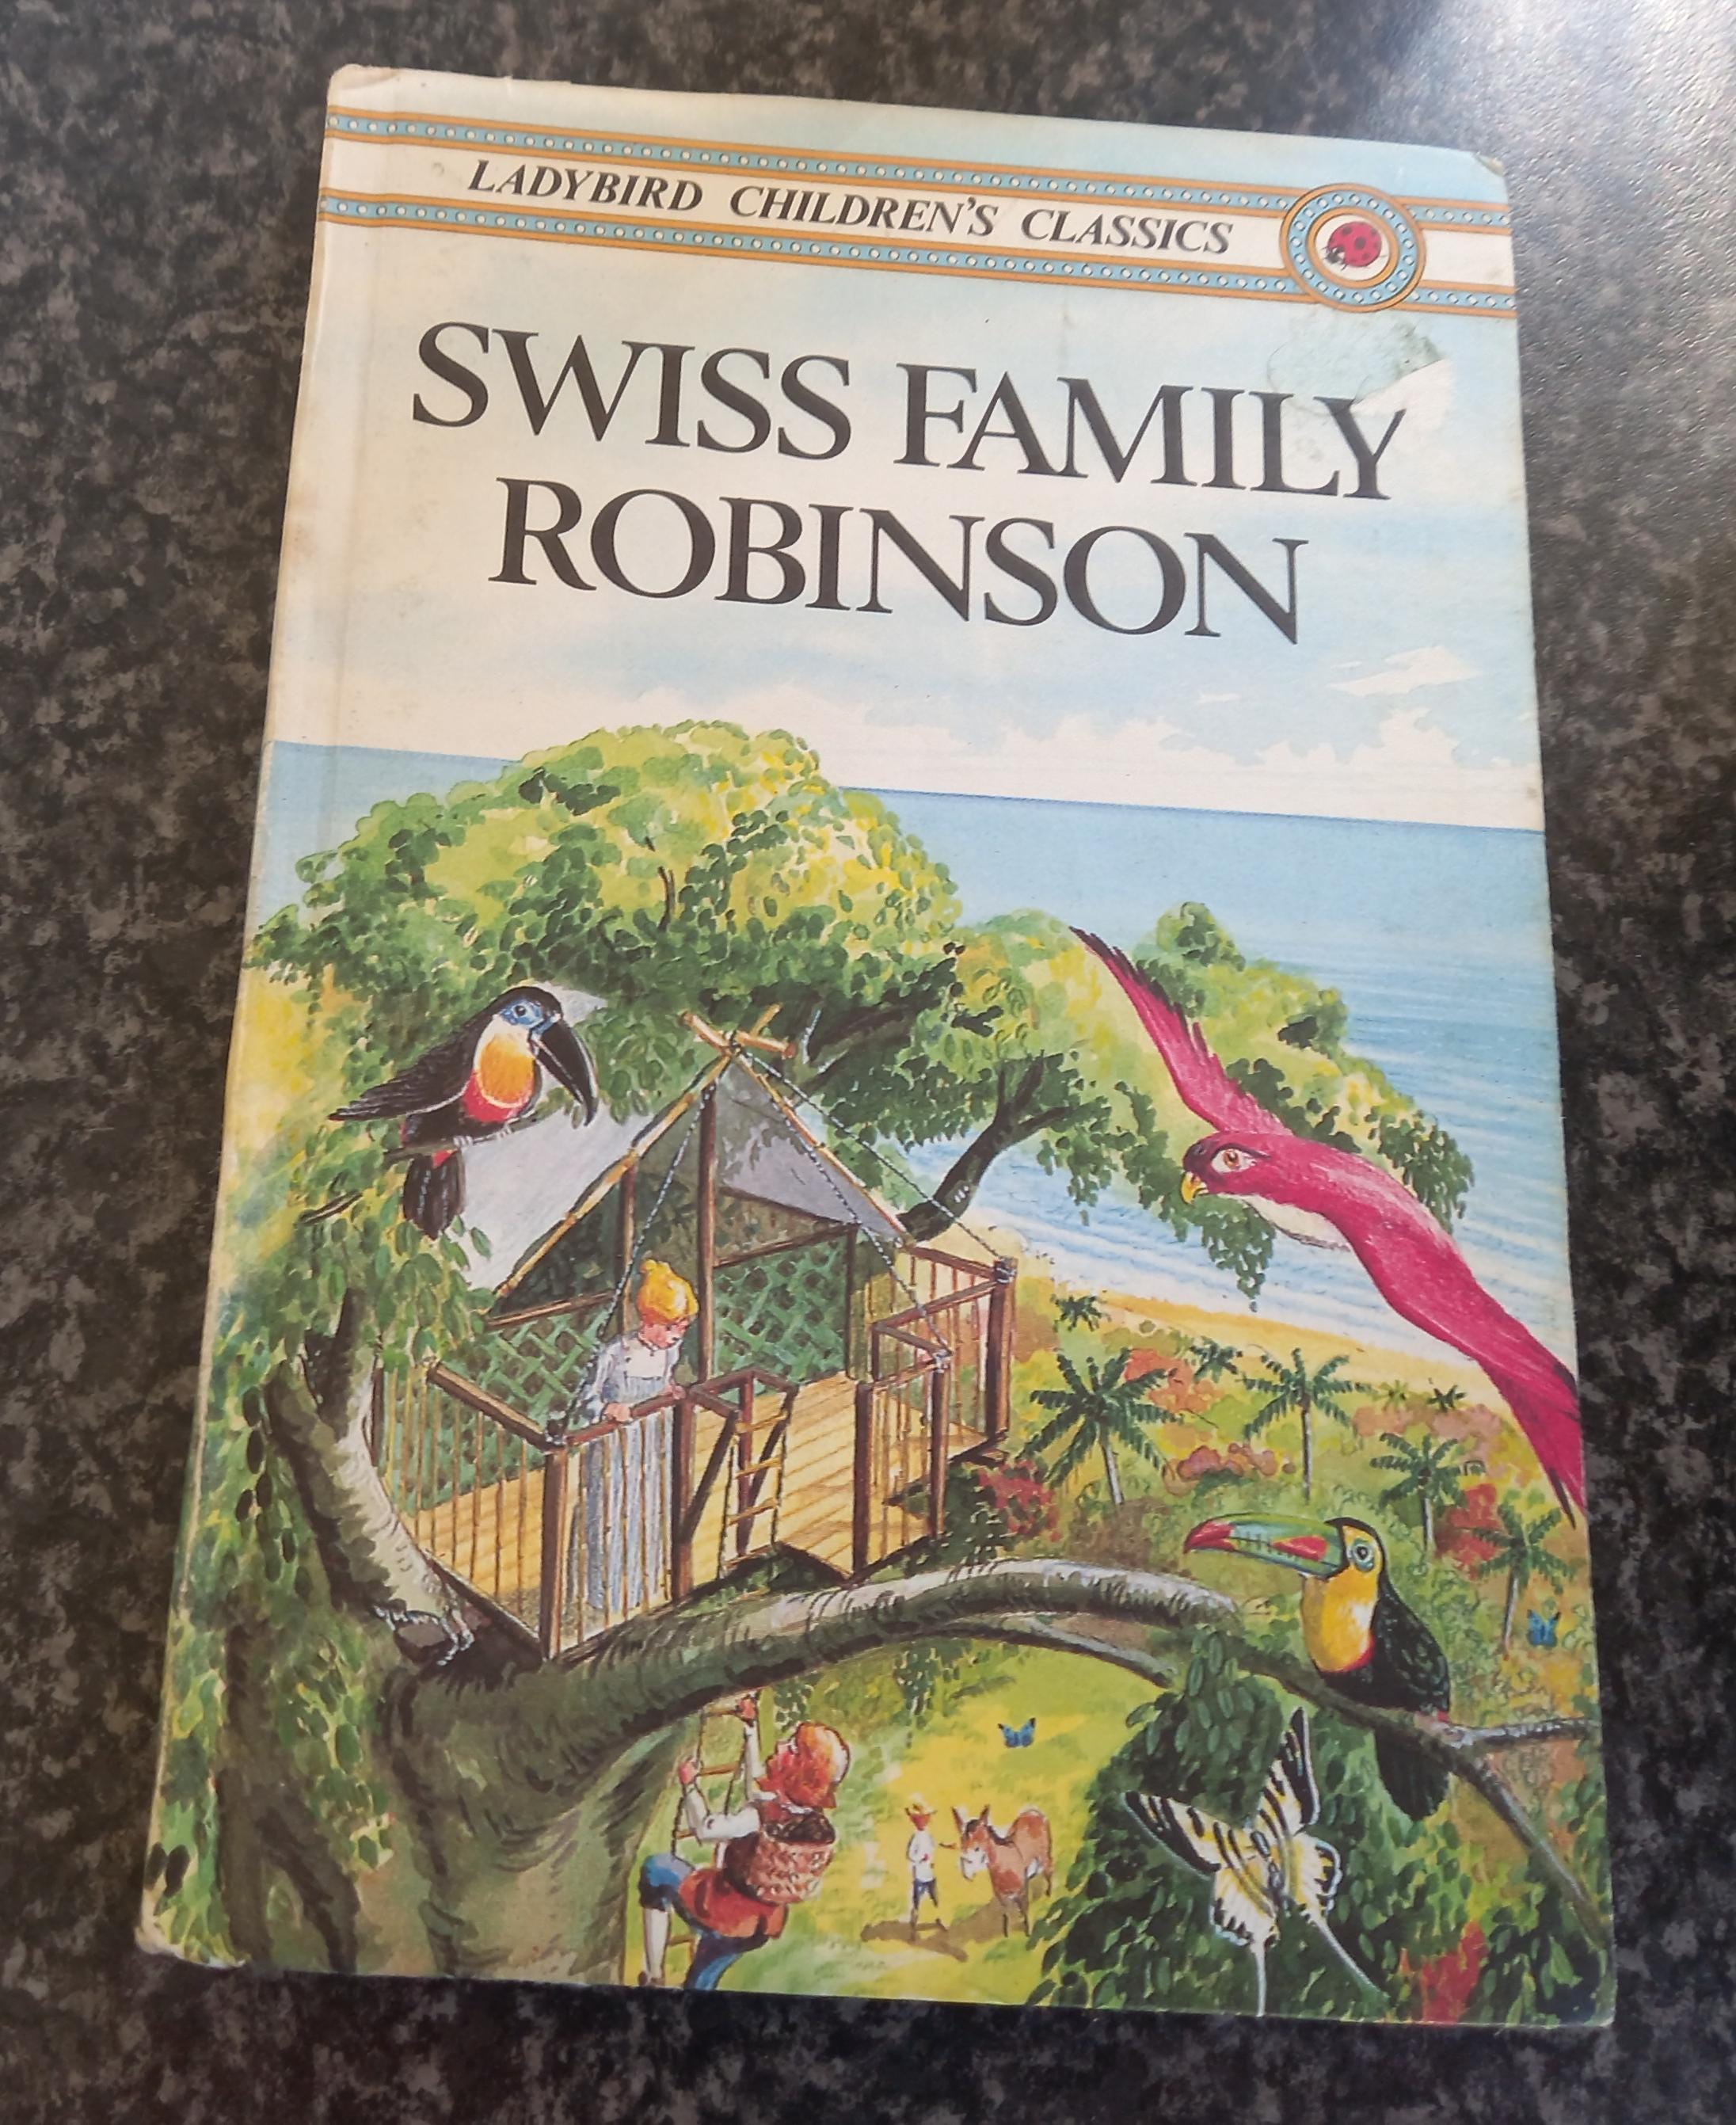 LADYBIRD CHILDREN'S CLASSICS
SWISS FAMILY
ROBINSON